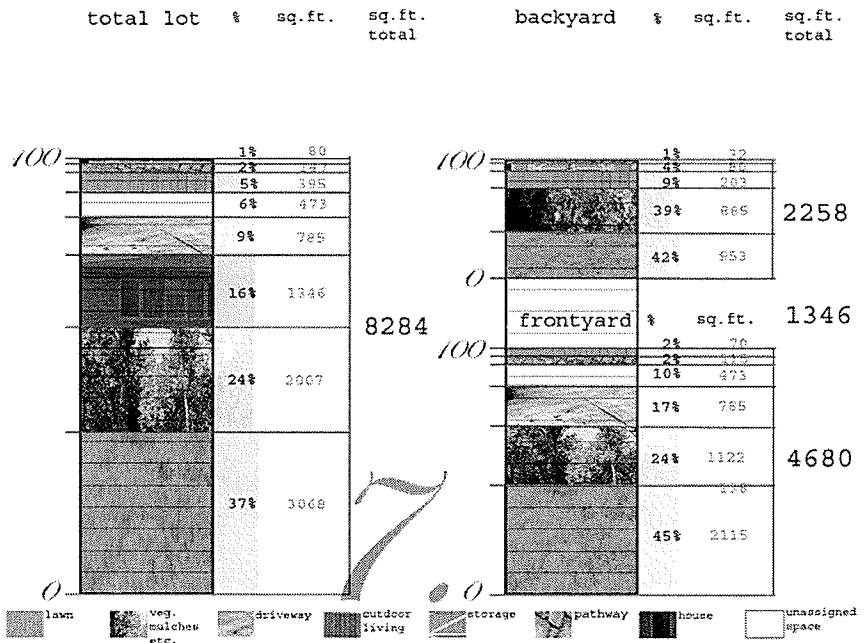 total lot % sq.ft. sq.ft. total
100
1% 80
2%
5% 395
6% 473
9% 785
16% 1346
8284
24% 2007
37% 3068
0
7.
backyard % sq.ft. sq.ft. total
100
1%
4% 80
9% 203
39% 885
2258
42% 953
0
1346
frontyard % sq.ft.
100
2% 70
2% 115
10% 473
17% 785
24% 1122
4680
45% 2115
0
lawn
veg. mulches etc.
driveway
outdoor living
storage
pathway
house
unassigned space